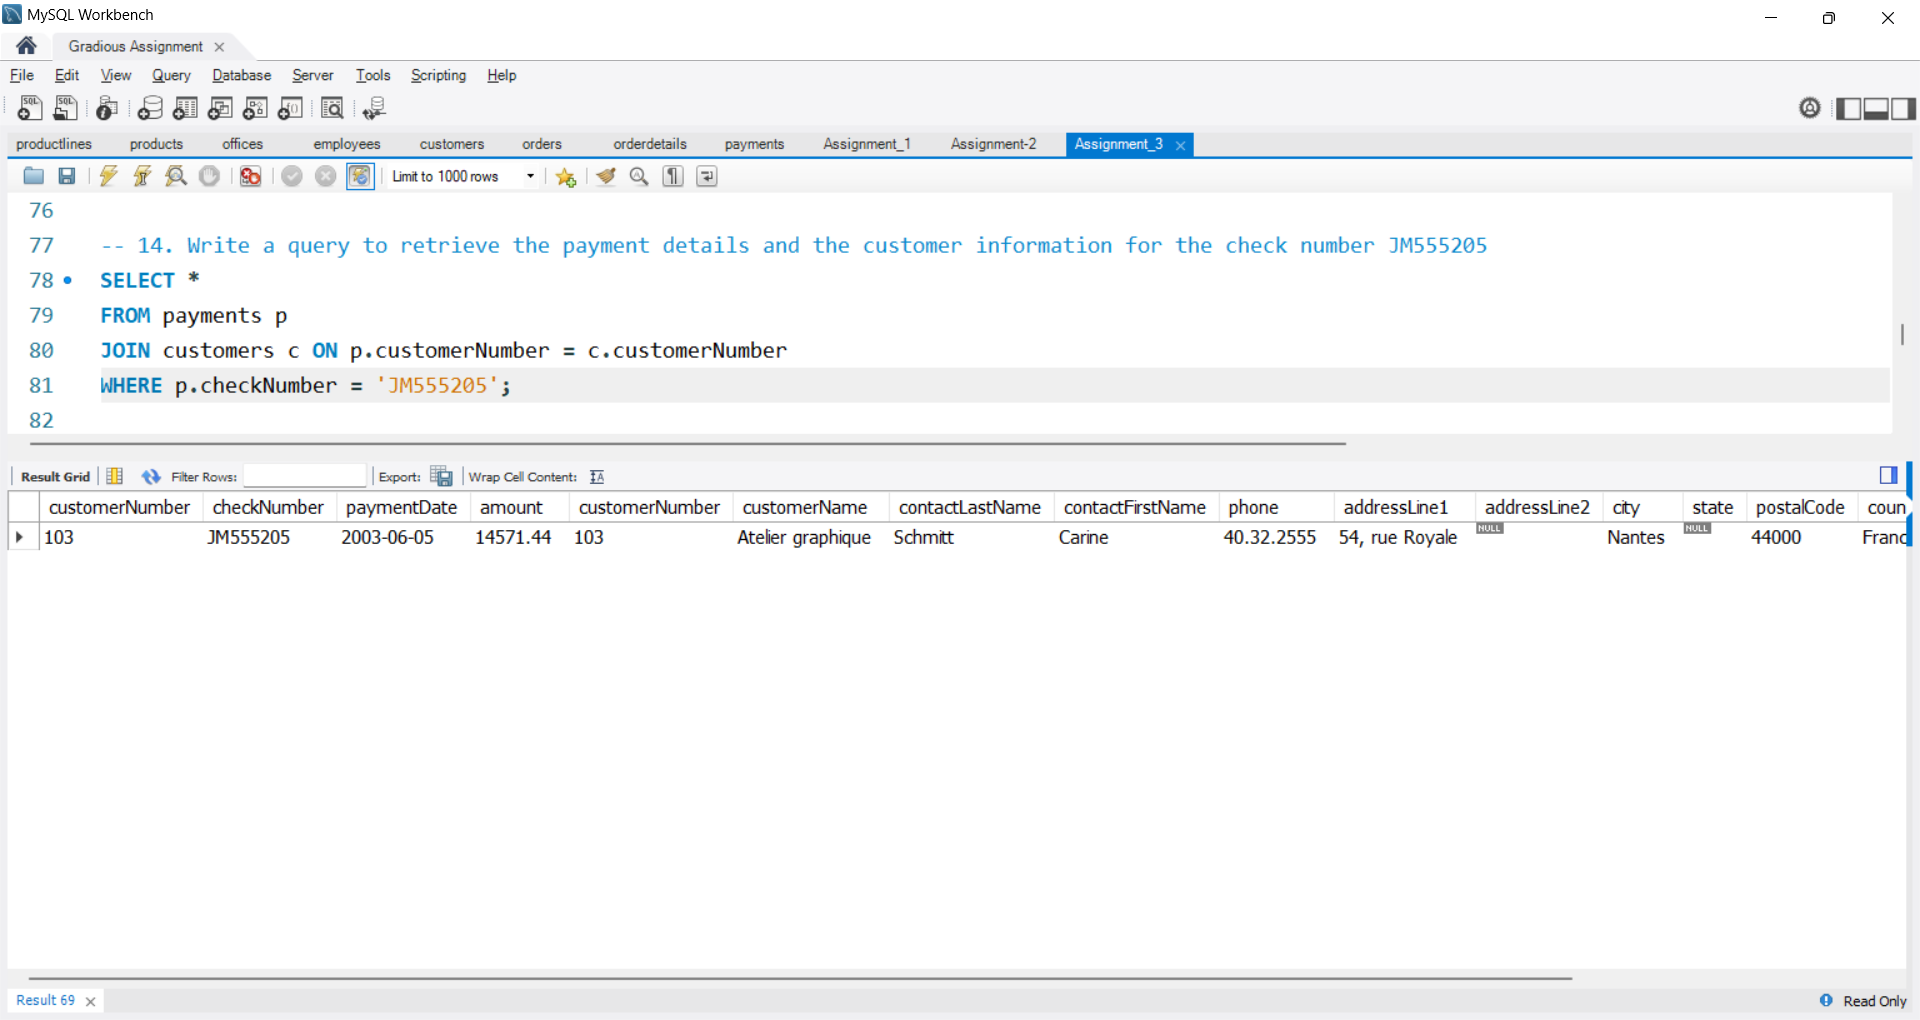 MySQL Workbench
Gradious Assignment
File Edit View Query Database Server Tools Scripting Help
SQL SQL
productlines products offices employees customers orders orderdetails payments Assignment_1 Assignment-2 Assignment_3
Limit to 1000 rows
76
77 -- 14. Write a query to retrieve the payment details and the customer information for the check number JM555205
78 SELECT *
79 FROM payments p
80 JOIN customers c ON p.customerNumber = c.customerNumber
81 WHERE p.checkNumber = 'JM555205';
82
Result Grid Filter Rows: Export: Wrap Cell Content:
customerNumber checkNumber paymentDate amount customerNumber customerName contactLastName contactFirstName phone addressLine1 addressLine2 city state postalCode coun
103 JM555205 2003-06-05 14571.44 103 Atelier graphique Schmitt Carine 40.32.2555 54, rue Royale NULL Nantes NULL 44000 Franc
Result 69 Read Only